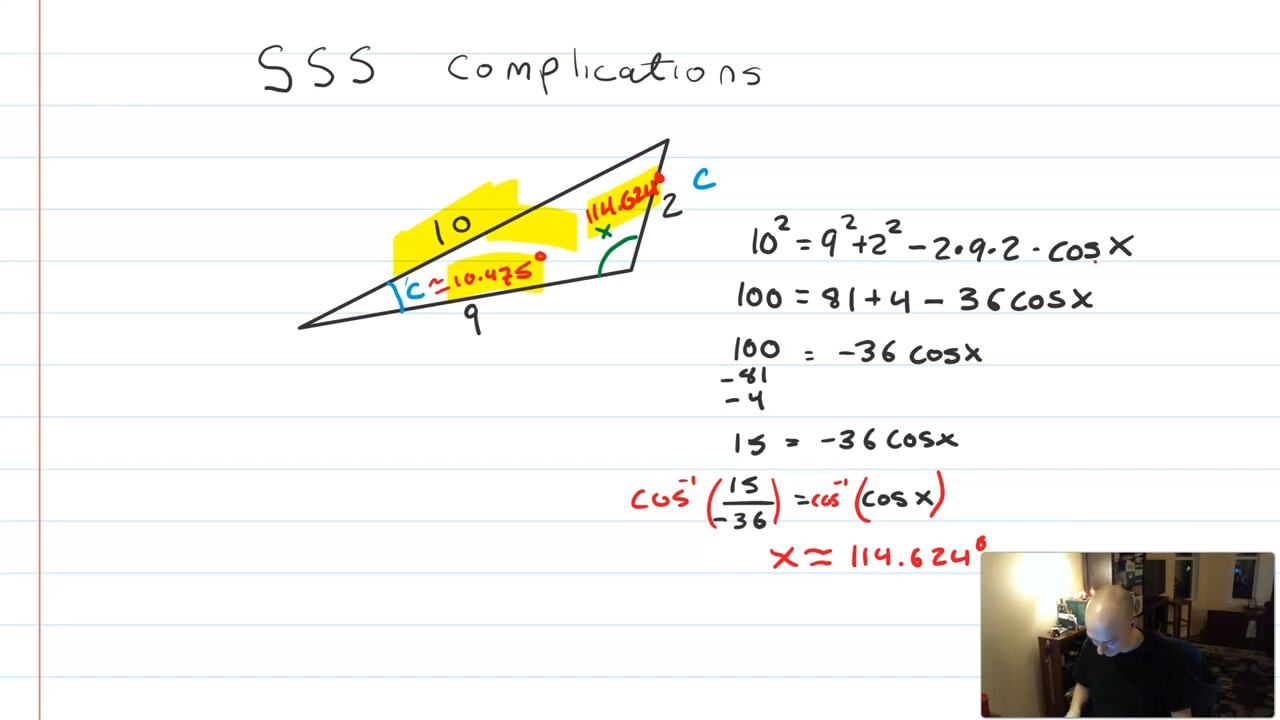 SSS complications
C
114.624°
x
2
10
C ≈ 10.475°
9
10² = 9² + 2² - 2•9•2 • cos x
100 = 81 + 4 - 36 cos x
100 = -36 cos x
-81
-4
15 = -36 cos x
cos⁻¹ (15/-36) = cos⁻¹ (cos x)
x ≈ 114.624°